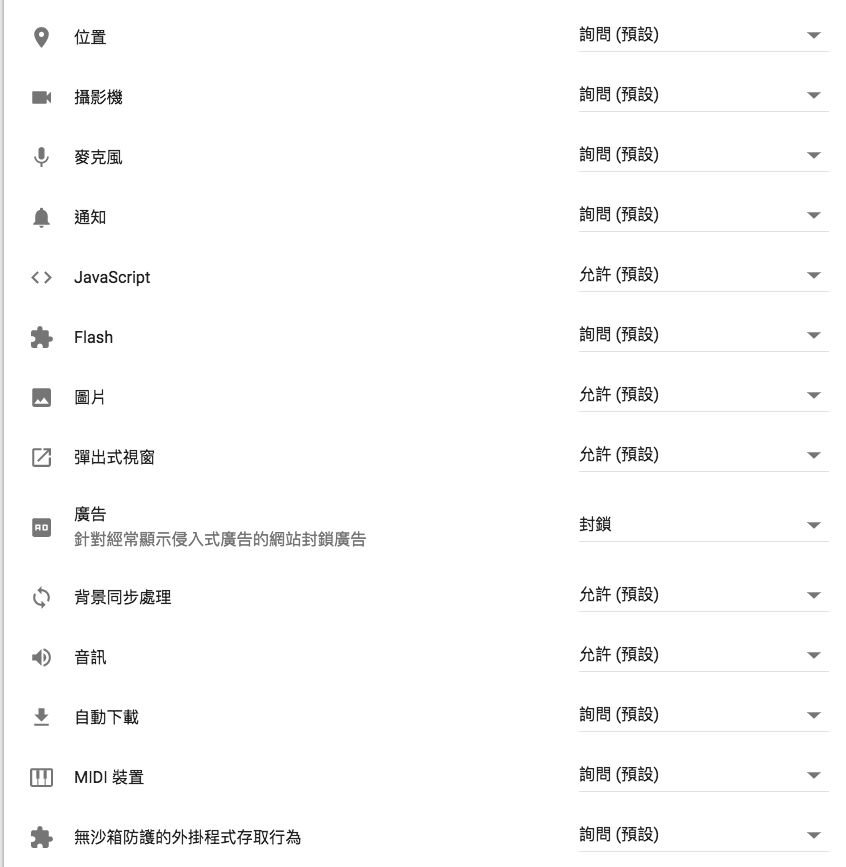 位置
詢問 (預設)
攝影機
詢問 (預設)
麥克風
詢問 (預設)
通知
詢問 (預設)
JavaScript
允許 (預設)
Flash
詢問 (預設)
圖片
允許 (預設)
彈出式視窗
允許 (預設)
AD
廣告
針對經常顯示侵入式廣告的網站封鎖廣告
封鎖
背景同步處理
允許 (預設)
音訊
允許 (預設)
自動下載
詢問 (預設)
MIDI 裝置
詢問 (預設)
無沙箱防護的外掛程式存取行為
詢問 (預設)